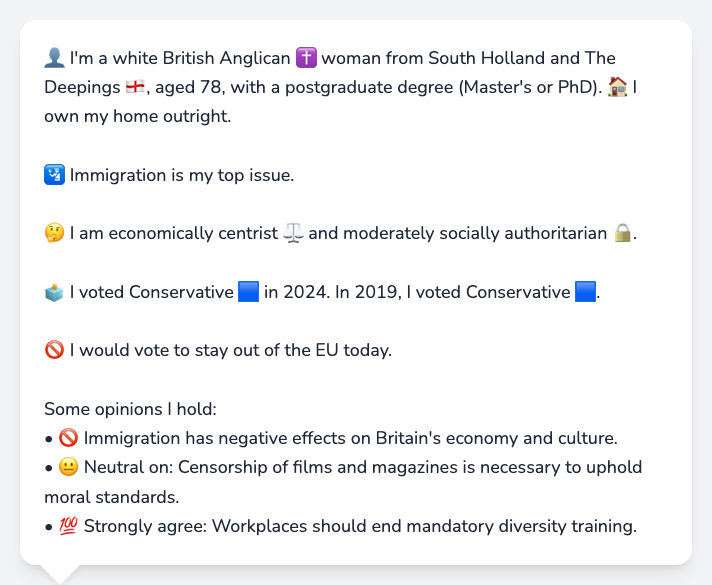 👤 I'm a white British Anglican ✝️ woman from South Holland and The
Deepings 🏴󠁧󠁢󠁥󠁮󠁧󠁿, aged 78, with a postgraduate degree (Master's or PhD). 🏠 I
own my home outright.
🛂 Immigration is my top issue.
🤔 I am economically centrist ⚖️ and moderately socially authoritarian 🔒.
🗳️ I voted Conservative 🟦 in 2024. In 2019, I voted Conservative 🟦.
🚫 I would vote to stay out of the EU today.
Some opinions I hold:
• 🚫 Immigration has negative effects on Britain's economy and culture.
• 😐 Neutral on: Censorship of films and magazines is necessary to uphold
moral standards.
• 💯 Strongly agree: Workplaces should end mandatory diversity training.